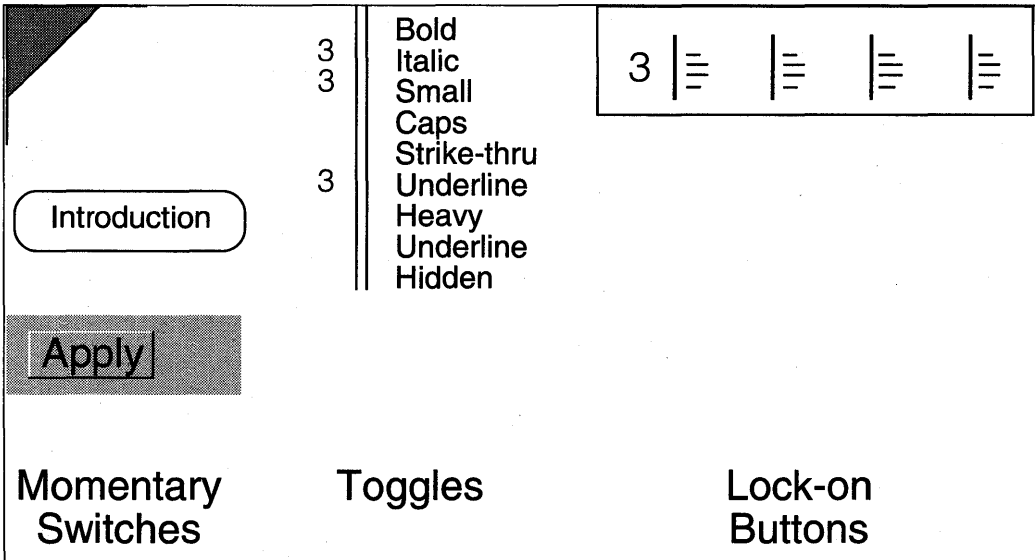 Bold
3 Italic
3 Small
Caps
Strike-thru
3 Underline
Heavy
Underline
Hidden
3
Introduction
Apply
Momentary
Switches
Toggles
Lock-on
Buttons